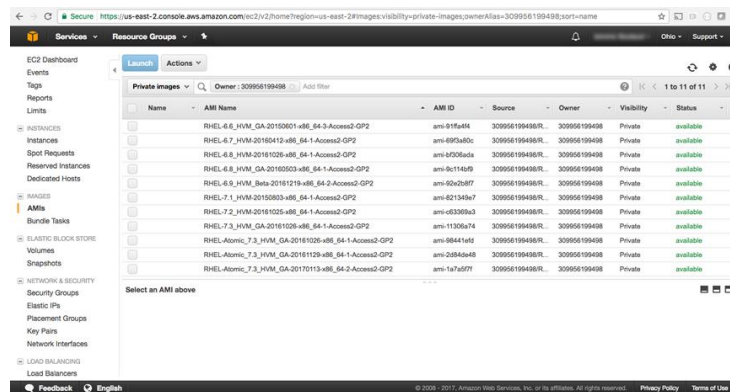 Secure https://us-east-2.console.aws.amazon.com/ec2/v2/home?region=us-east-2#Images:visibility=private-images;ownerAlias=309956199498;sort=name
Services Resource Groups Ohio Support
EC2 Dashboard
Events
Tags
Reports
Limits
INSTANCES
Instances
Spot Requests
Reserved Instances
Dedicated Hosts
IMAGES
AMIs
Bundle Tasks
ELASTIC BLOCK STORE
Volumes
Snapshots
NETWORK & SECURITY
Security Groups
Elastic IPs
Placement Groups
Key Pairs
Network Interfaces
LOAD BALANCING
Load Balancers
Launch Actions
Private images Owner : 309956199498 Add filter 1 to 11 of 11
Name AMI Name AMI ID Source Owner Visibility Status
RHEL-6.6_HVM_GA-20150601-x86_64-3-Access2-GP2 ami-91ffa4f4 309956199498/R... 309956199498 Private available
RHEL-6.7_HVM-20160412-x86_64-1-Access2-GP2 ami-69f3a80c 309956199498/R... 309956199498 Private available
RHEL-6.8_HVM-20161026-x86_64-1-Access2-GP2 ami-bf306ada 309956199498/R... 309956199498 Private available
RHEL-6.8_HVM_GA-20160503-x86_64-1-Access2-GP2 ami-9c114bf9 309956199498/R... 309956199498 Private available
RHEL-6.9_HVM_Beta-20161219-x86_64-2-Access2-GP2 ami-92e2b8f7 309956199498/R... 309956199498 Private available
RHEL-7.1_HVM-20150803-x86_64-1-Access2-GP2 ami-821349e7 309956199498/R... 309956199498 Private available
RHEL-7.2_HVM-20161025-x86_64-1-Access2-GP2 ami-c63369a3 309956199498/R... 309956199498 Private available
RHEL-7.3_HVM_GA-20161026-x86_64-1-Access2-GP2 ami-11306a74 309956199498/R... 309956199498 Private available
RHEL-Atomic_7.3_HVM_GA-20161026-x86_64-1-Access2-GP2 ami-98441efd 309956199498/R... 309956199498 Private available
RHEL-Atomic_7.3_HVM_GA-20161129-x86_64-1-Access2-GP2 ami-2d84de48 309956199498/R... 309956199498 Private available
RHEL-Atomic_7.3_HVM_GA-20170113-x86_64-2-Access2-GP2 ami-1a7a5f7f 309956199498/R... 309956199498 Private available
Select an AMI above
Feedback English © 2008 - 2017, Amazon Web Services, Inc. or its affiliates. All rights reserved. Privacy Policy Terms of Use